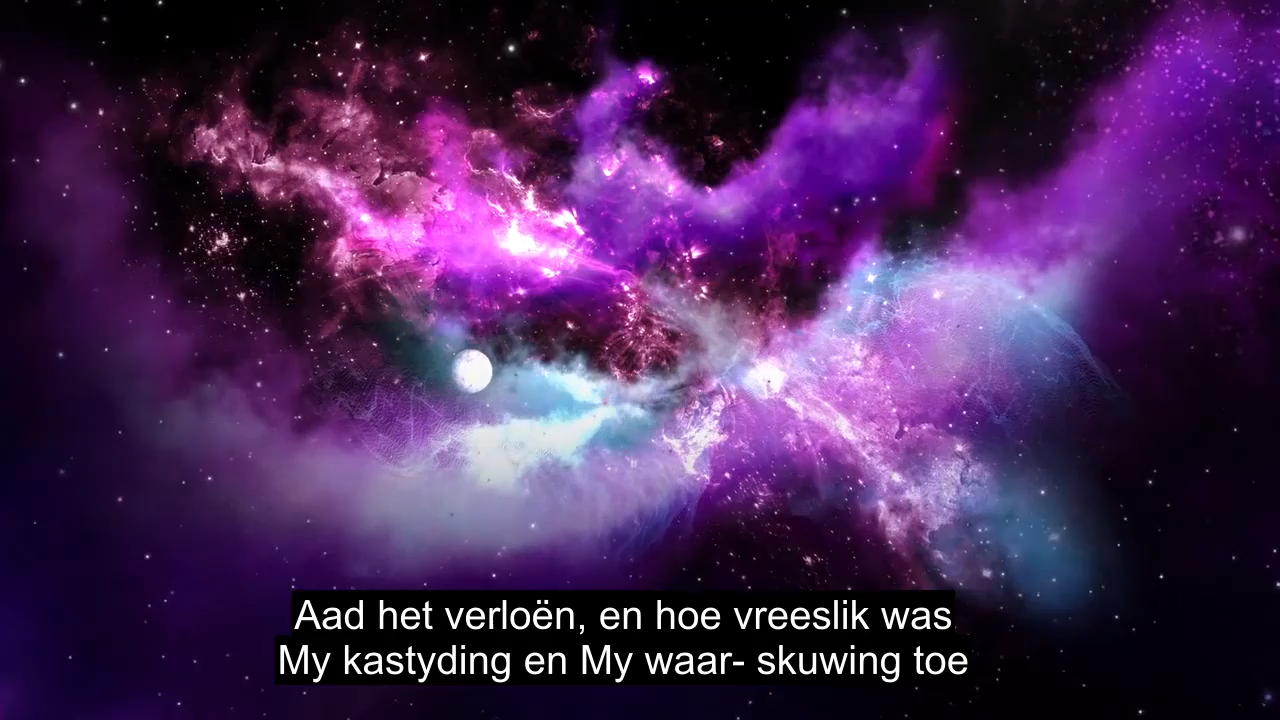 Aad het verloën, en hoe vreeslik was
My kastyding en My waar- skuwing toe